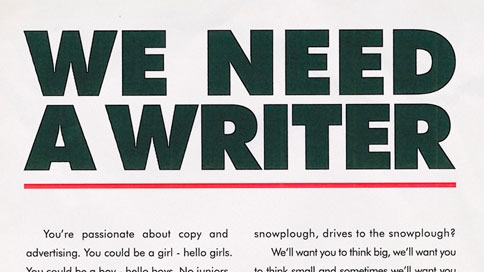 WE NEED
A WRITER
You're passionate about copy and
advertising. You could be a girl - hello girls.
You could be a boy - hello boys. No juniors
snowplough, drives to the snowplough?
We'll want you to think big, we'll want you
to think small and sometimes we'll want you